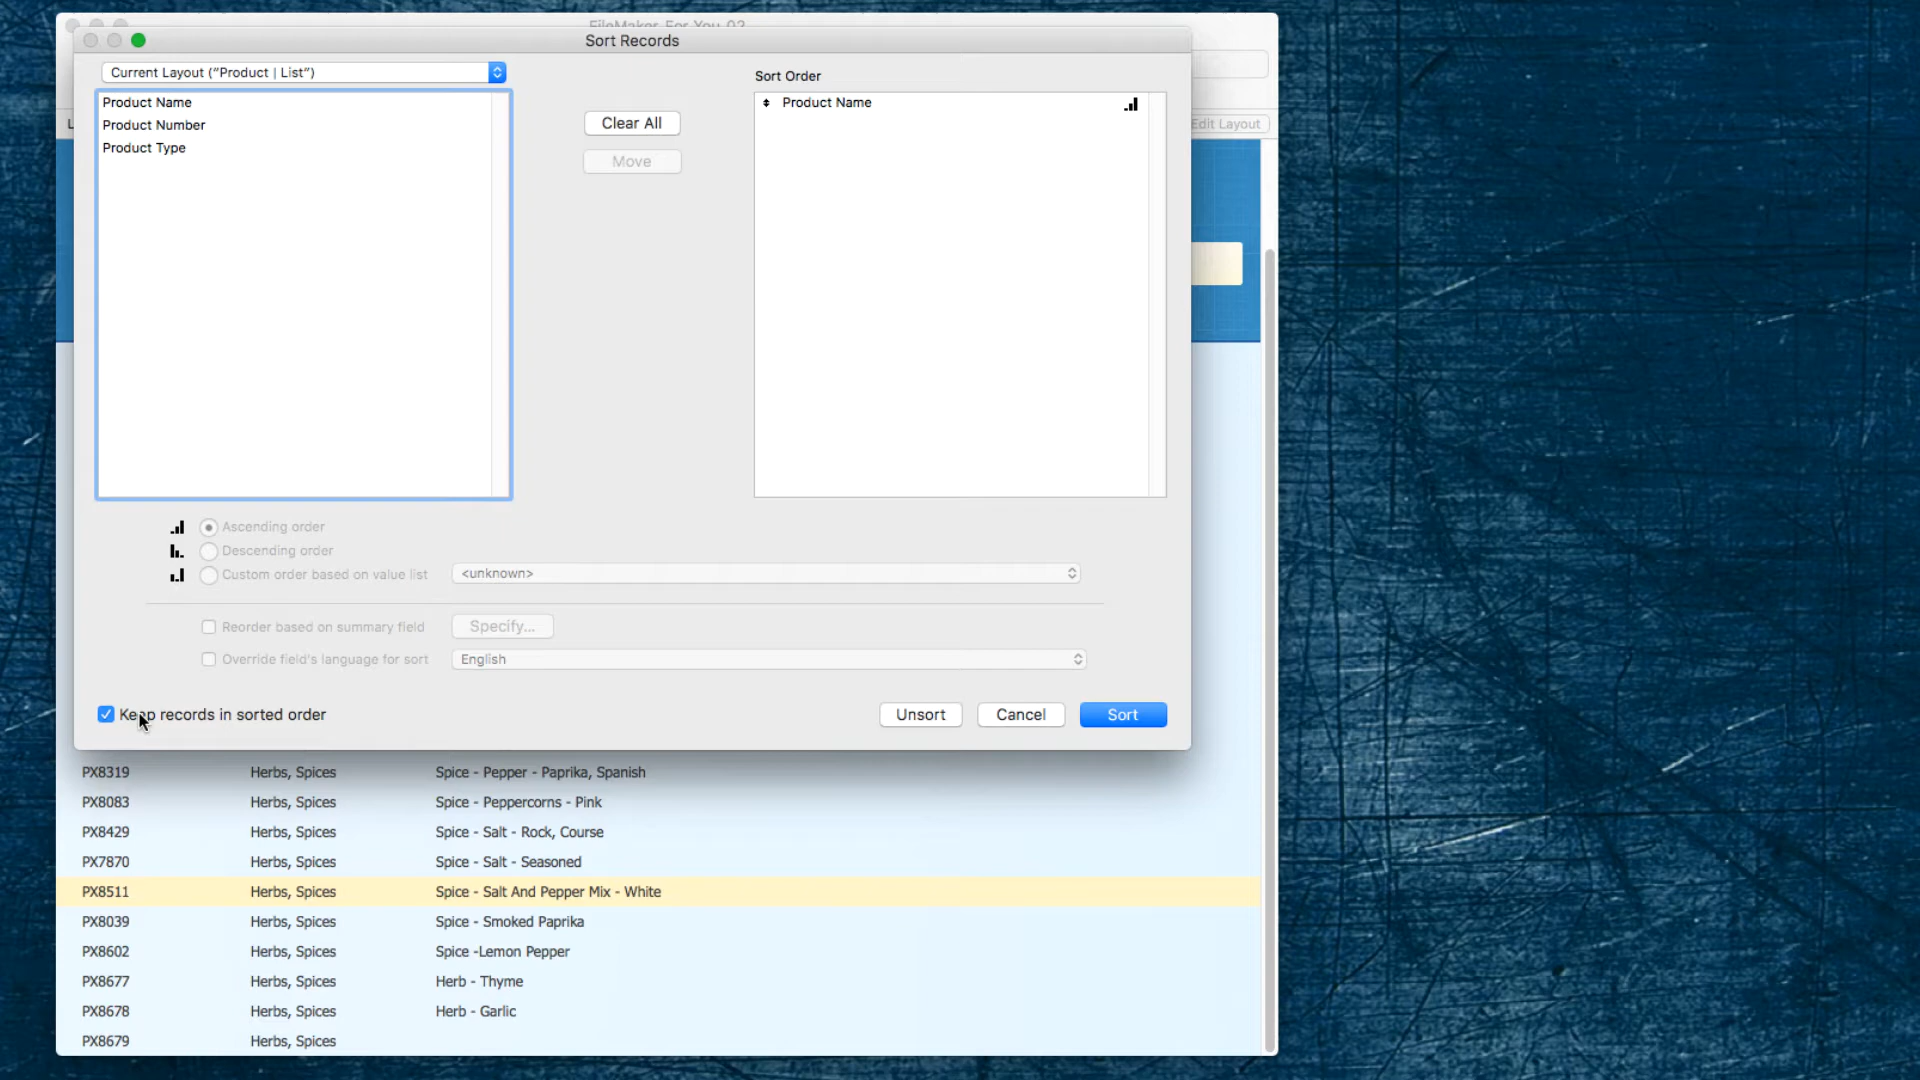 FileMaker-For-You-02
Sort Records
Current Layout (“Product | List”)
Sort Order
Product Name
Product Number
Product Type
Clear All
Move
Product Name
Edit Layout
Ascending order
Descending order
Custom order based on value list
<unknown>
Reorder based on summary field
Specify...
Override field's language for sort
English
Keep records in sorted order
Unsort
Cancel
Sort
PX8319 Herbs, Spices Spice - Pepper - Paprika, Spanish
PX8083 Herbs, Spices Spice - Peppercorns - Pink
PX8429 Herbs, Spices Spice - Salt - Rock, Course
PX7870 Herbs, Spices Spice - Salt - Seasoned
PX8511 Herbs, Spices Spice - Salt And Pepper Mix - White
PX8039 Herbs, Spices Spice - Smoked Paprika
PX8602 Herbs, Spices Spice -Lemon Pepper
PX8677 Herbs, Spices Herb - Thyme
PX8678 Herbs, Spices Herb - Garlic
PX8679 Herbs, Spices